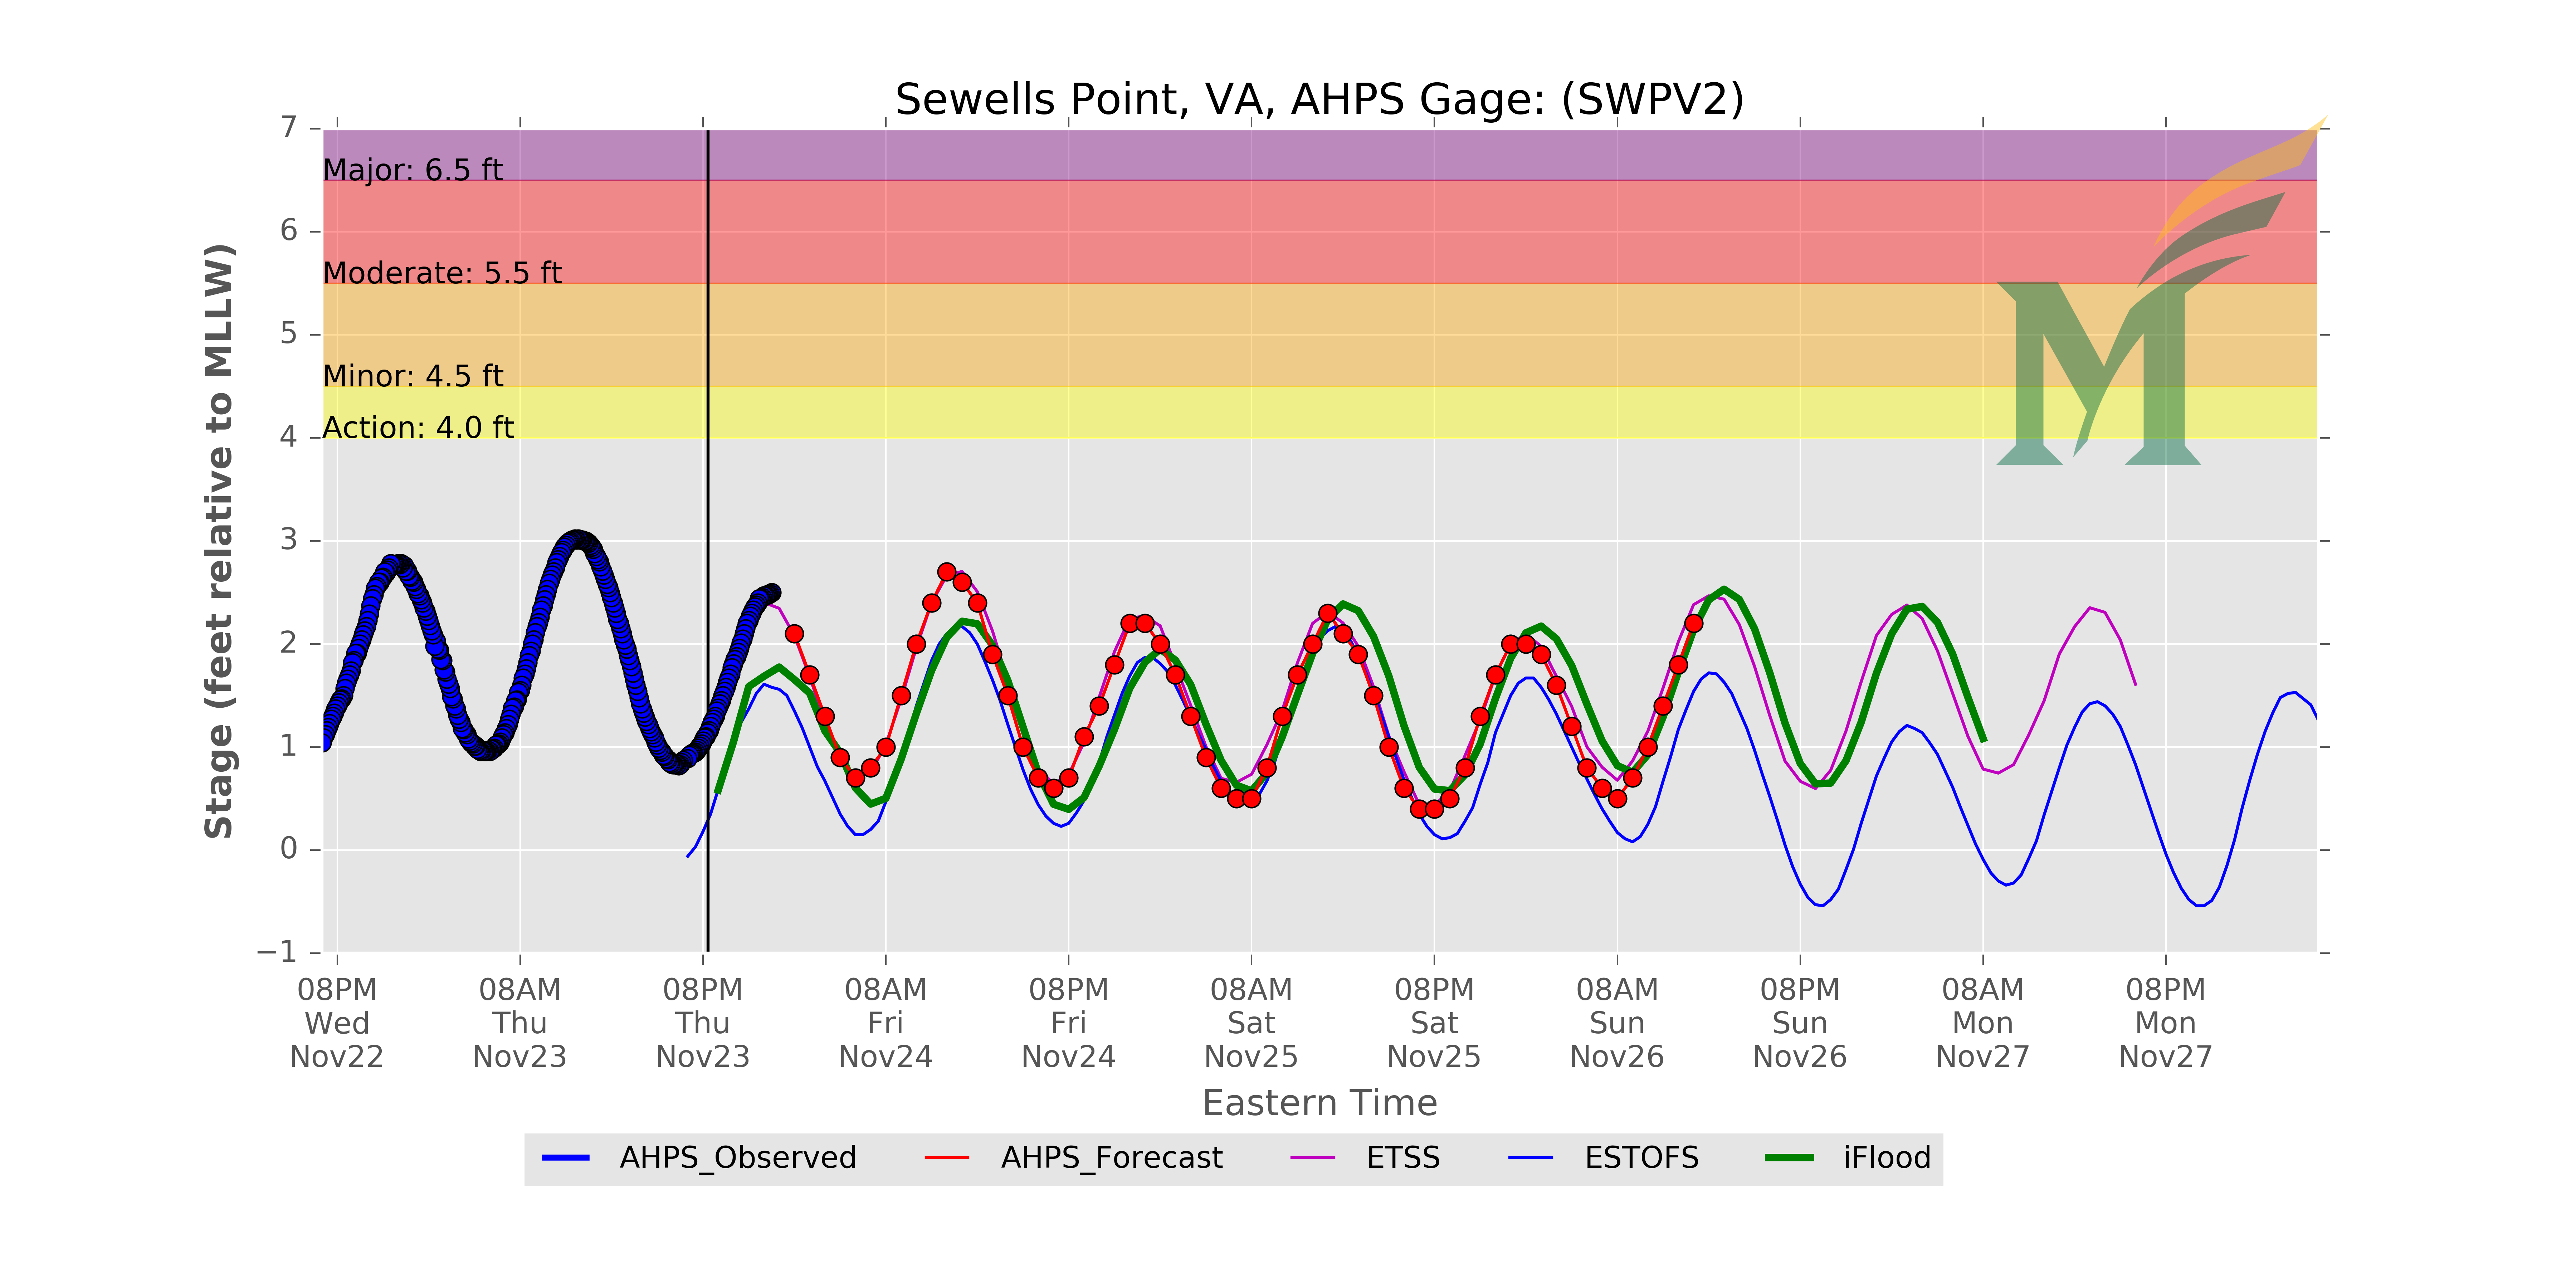 Sewells Point, VA, AHPS Gage: (SWPV2)
Stage (feet relative to MLLW)
7
6
5
4
3
2
1
0
−1
Major: 6.5 ft
Moderate: 5.5 ft
Minor: 4.5 ft
Action: 4.0 ft
M
08PM Wed Nov22
08AM Thu Nov23
08PM Thu Nov23
08AM Fri Nov24
08PM Fri Nov24
08AM Sat Nov25
08PM Sat Nov25
08AM Sun Nov26
08PM Sun Nov26
08AM Mon Nov27
08PM Mon Nov27
Eastern Time
AHPS_Observed AHPS_Forecast ETSS ESTOFS iFlood